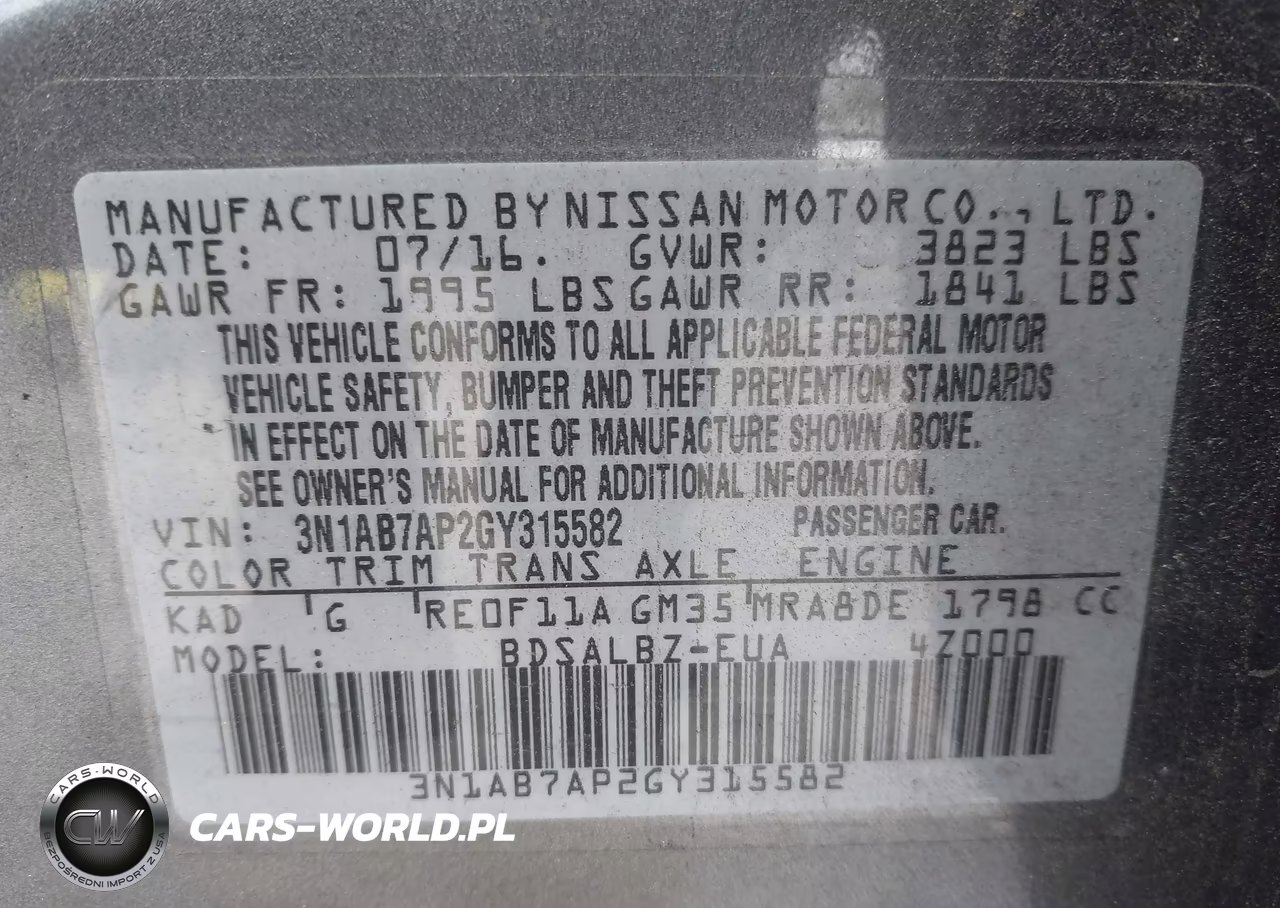 MANUFACTURED BY NISSAN MOTOR CO., LTD.
DATE: 07/16. GVWR: 3823 LBS
GAWR FR: 1995 LBS GAWR RR: 1841 LBS
THIS VEHICLE CONFORMS TO ALL APPLICABLE FEDERAL MOTOR
VEHICLE SAFETY, BUMPER AND THEFT PREVENTION STANDARDS
IN EFFECT ON THE DATE OF MANUFACTURE SHOWN ABOVE.
SEE OWNER'S MANUAL FOR ADDITIONAL INFORMATION.
VIN: 3N1AB7AP2GY315582 PASSENGER CAR.
COLOR TRIM TRANS AXLE ENGINE
KAD G RE0F11A GM35 MRA8DE 1798 CC
MODEL: BDSALBZ-EUA 4Z000
3N1AB7AP2GY315582
CARS-WORLD
CW
BEZPOŚREDNI IMPORT Z USA
CARS-WORLD.PL